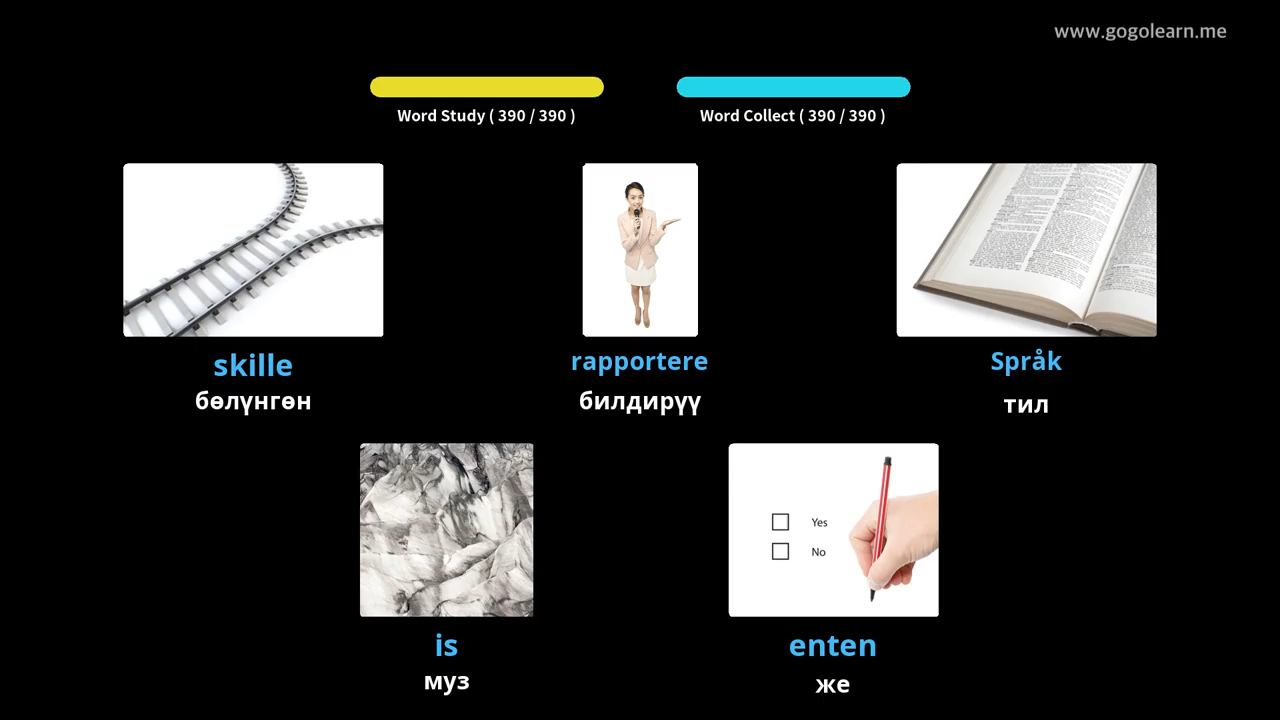 www.gogolearn.me
Word Study ( 390 / 390 )
Word Collect ( 390 / 390 )
skille
бөлүнгөн
rapportere
билдирүү
Språk
тил
Yes
No
is
муз
enten
же